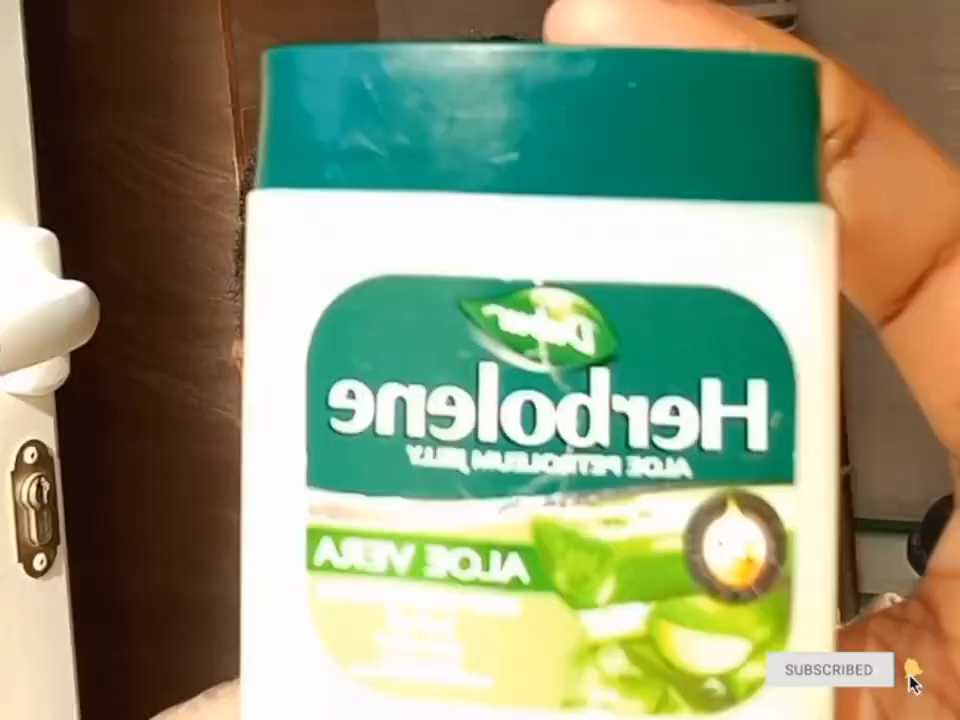 Dabur
Herbolene
ALOE PETROLEUM JELLY
ALOE VERA
SUBSCRIBED